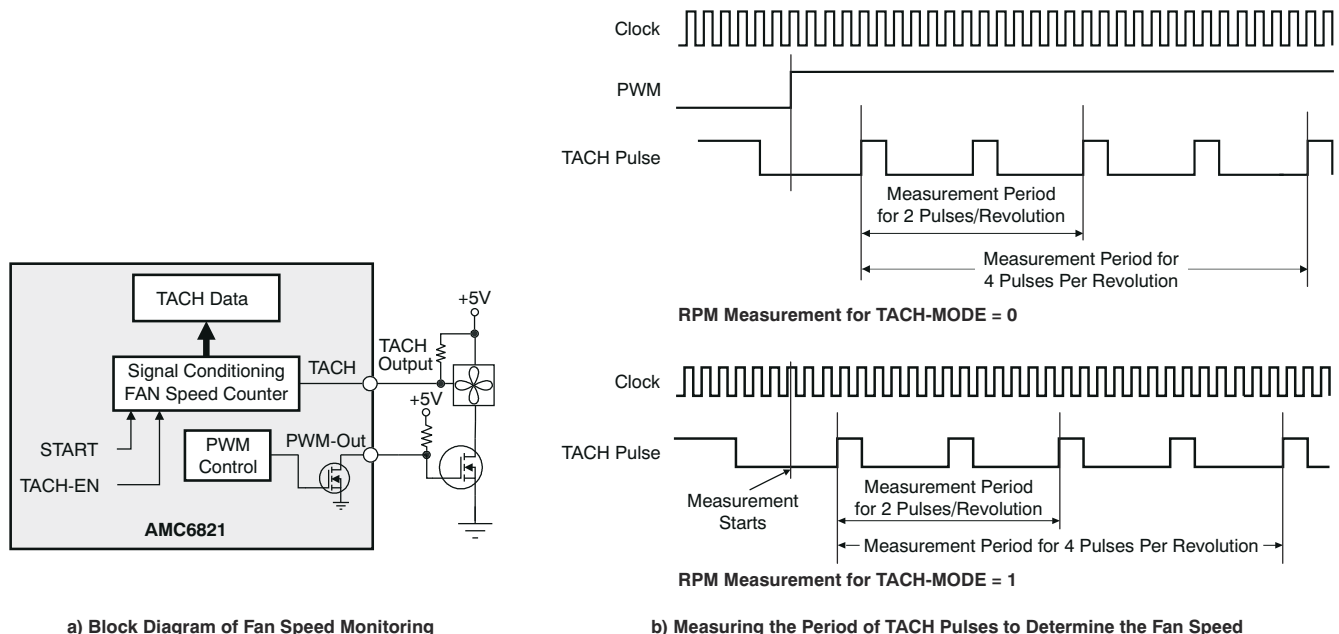 TACH Data
Signal Conditioning
FAN Speed Counter
START
TACH-EN
PWM
Control
PWM-Out
AMC6821
TACH
TACH
Output
+5V
+5V
a) Block Diagram of Fan Speed Monitoring
Clock
PWM
TACH Pulse
Measurement Period
for 2 Pulses/Revolution
Measurement Period for
4 Pulses Per Revolution
RPM Measurement for TACH-MODE = 0
Clock
TACH Pulse
Measurement
Starts
Measurement Period
for 2 Pulses/Revolution
Measurement Period for 4 Pulses Per Revolution
RPM Measurement for TACH-MODE = 1
b) Measuring the Period of TACH Pulses to Determine the Fan Speed